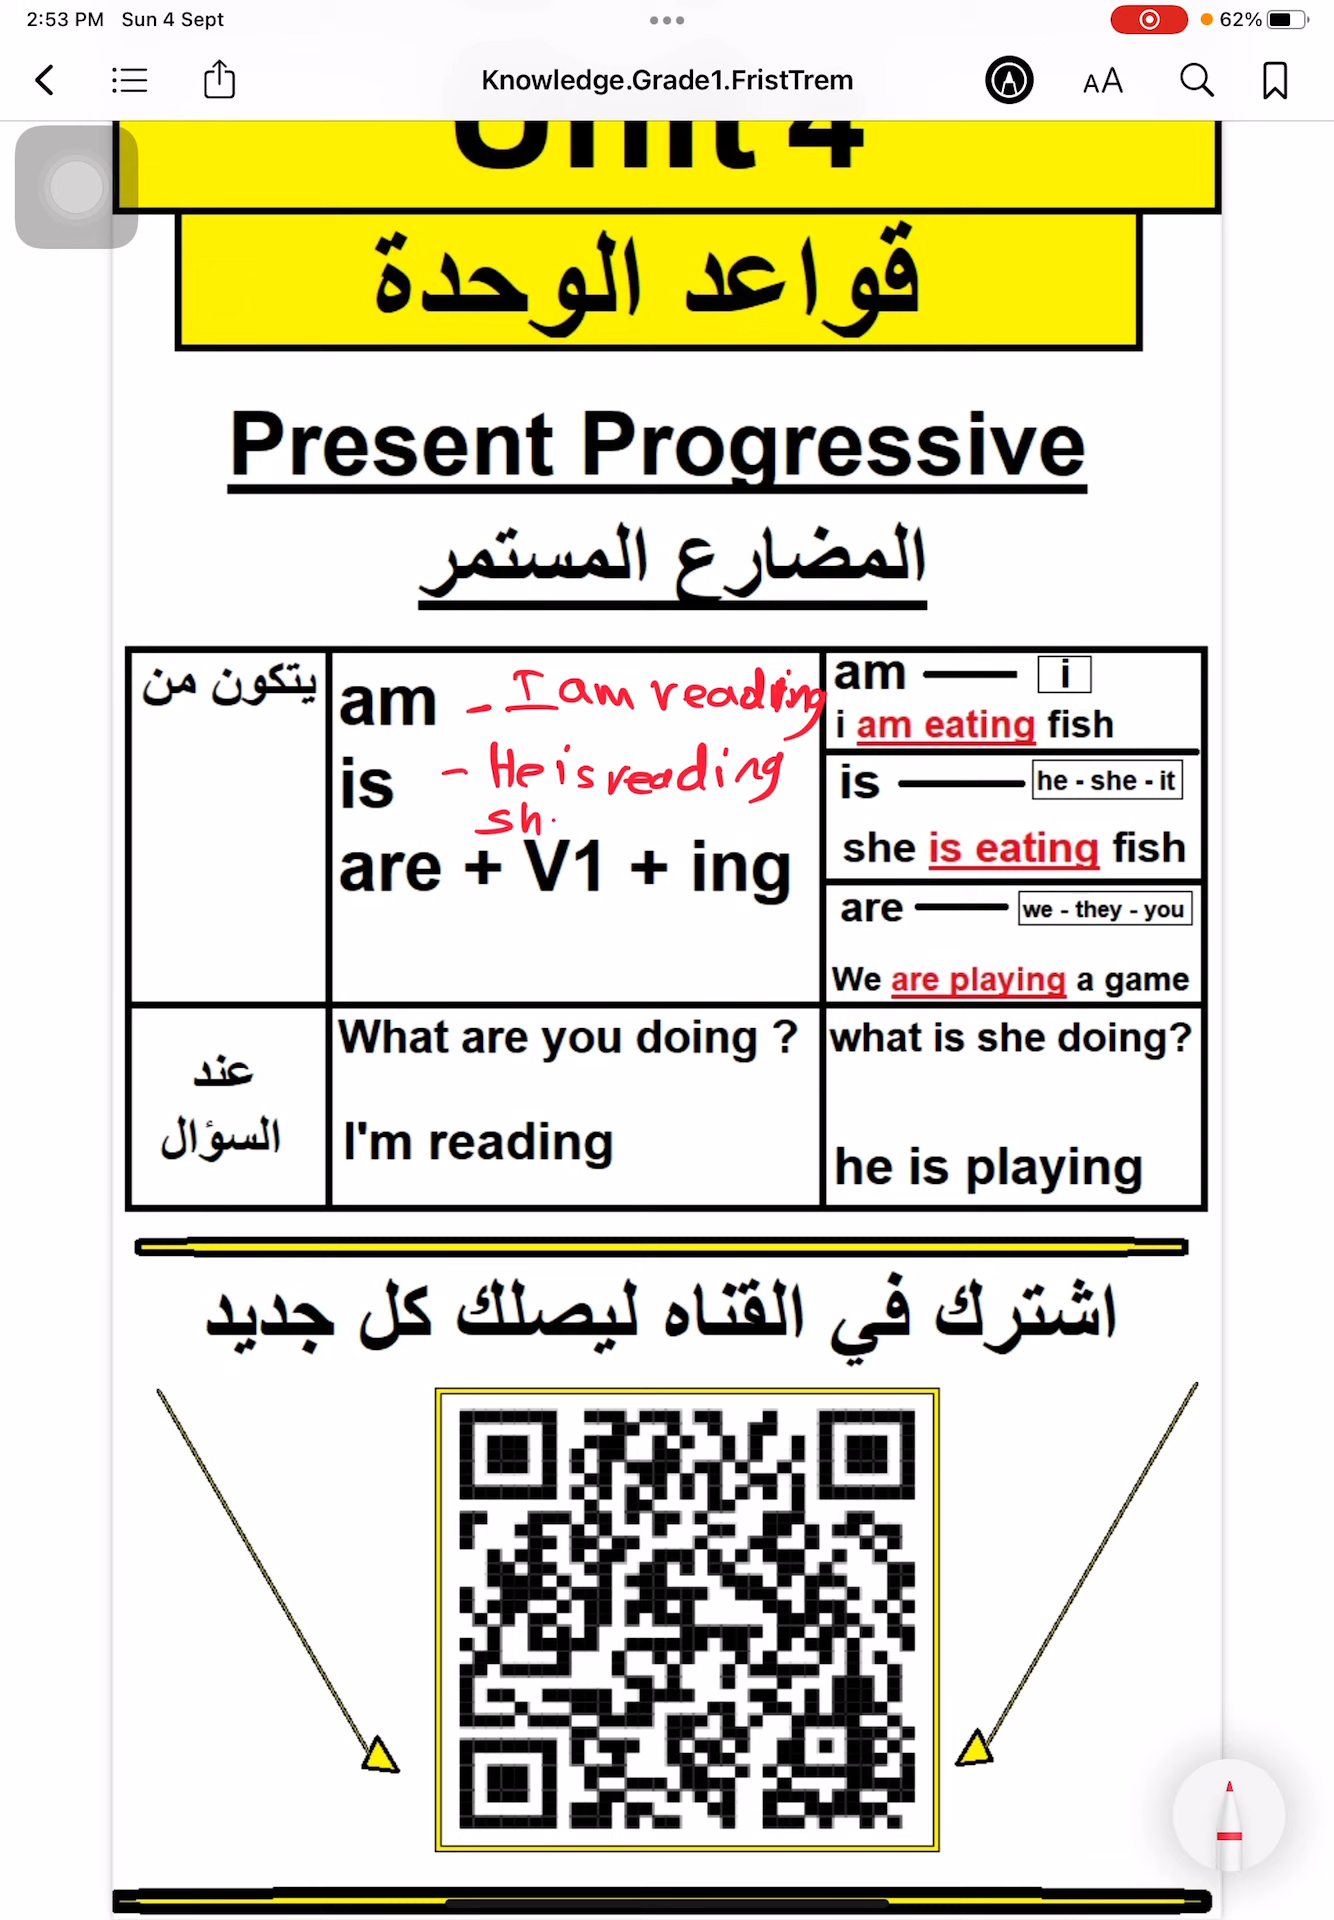 2:53 PM Sun 4 Sept
62%
Knowledge.Grade1.FristTrem
Unit 4
قواعد الوحدة
Present Progressive
المضارع المستمر
يتكون من
am - I am reading
is - He is reading
sh.
are + V1 + ing
am i
i am eating fish
is he - she - it
she is eating fish
are we - they - you
We are playing a game
عند
السؤال
What are you doing ?
I'm reading
what is she doing?
he is playing
اشترك في القناه ليصلك كل جديد